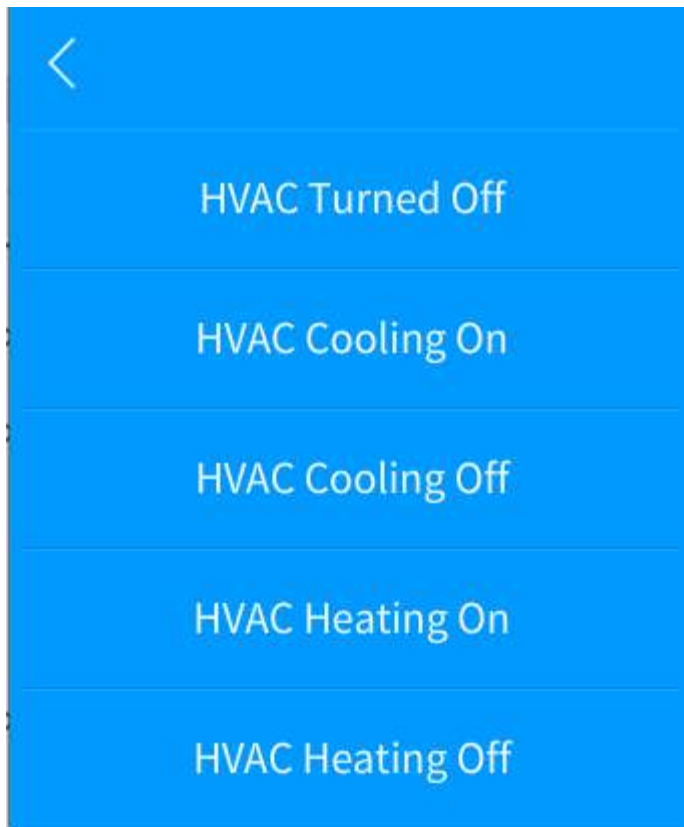 HVAC Turned Off
HVAC Cooling On
HVAC Cooling Off
HVAC Heating On
HVAC Heating Off